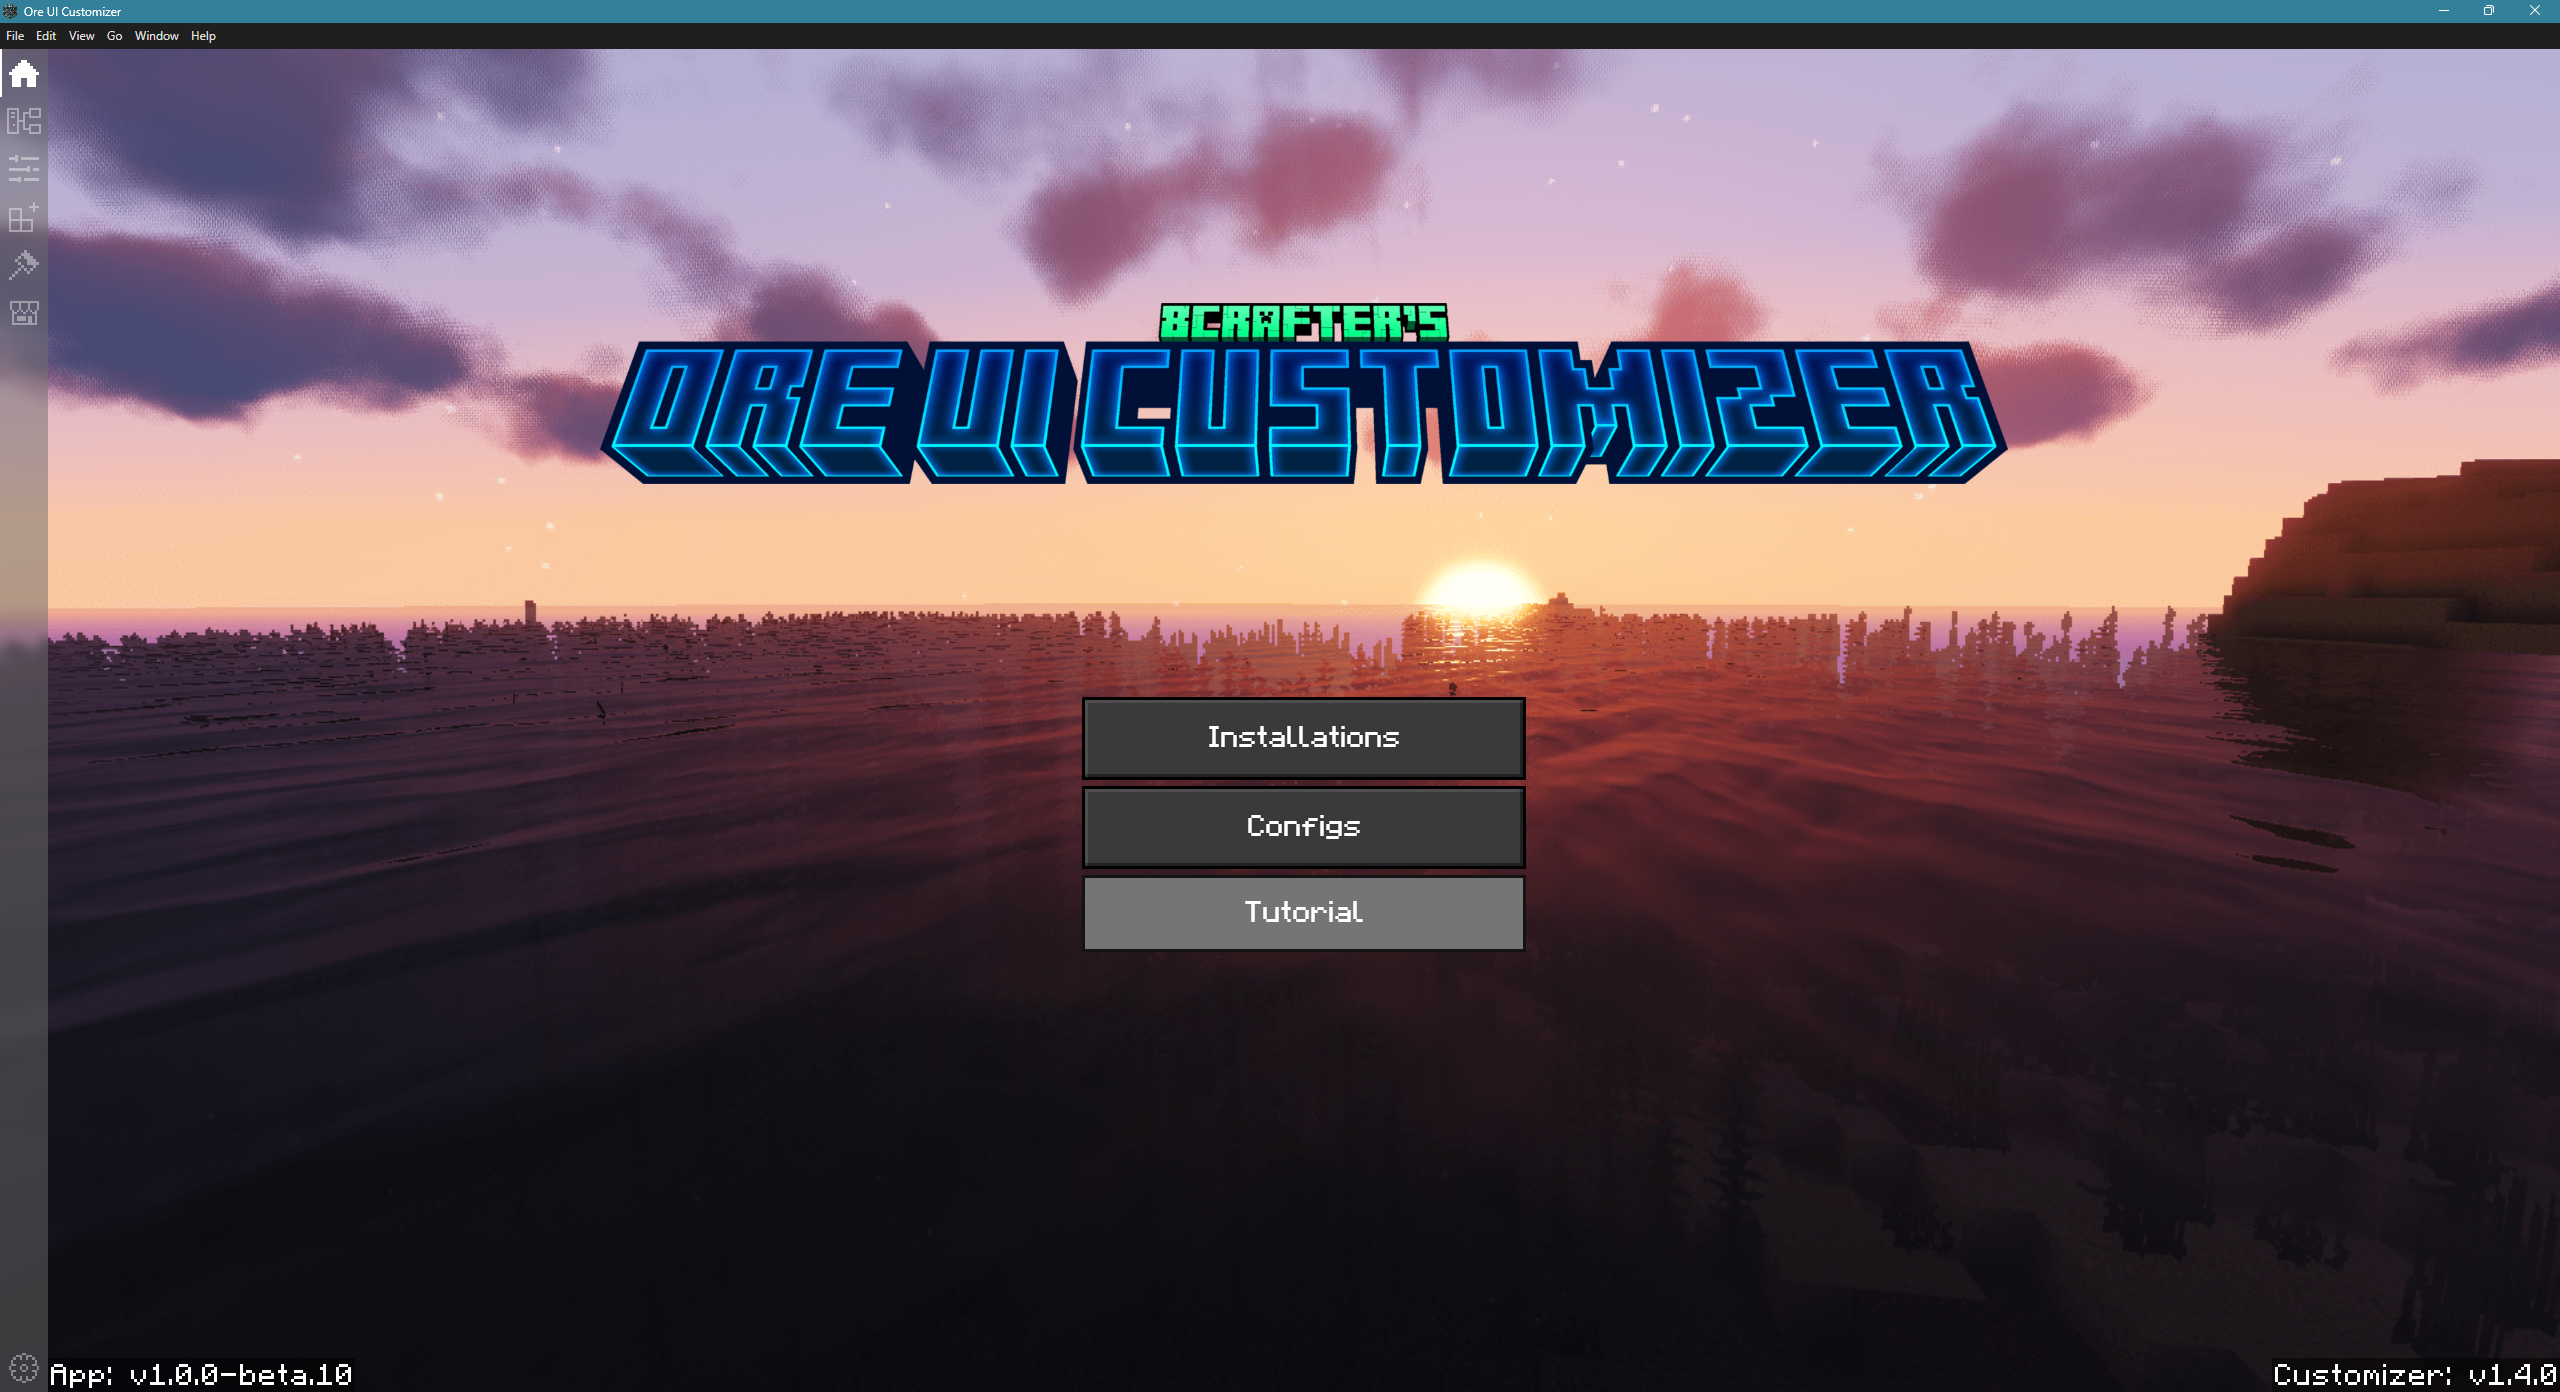 Ore UI Customizer
File Edit View Go Window Help
8CRAFTER'S
ORE UI CUSTOMIZER
Installations
Configs
Tutorial
App: v1.0.0-beta.10
Customizer: v1.4.0